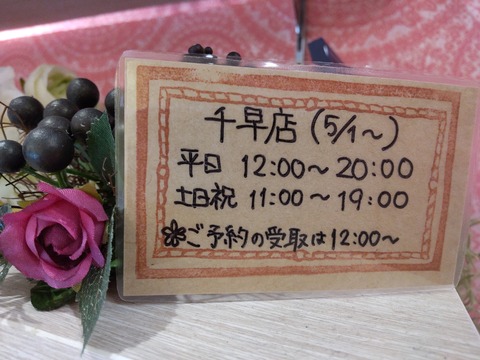 千早店(5/1〜)
平日 12:00〜20:00
土日祝 11:00〜19:00
❀ご予約の受取は12:00〜